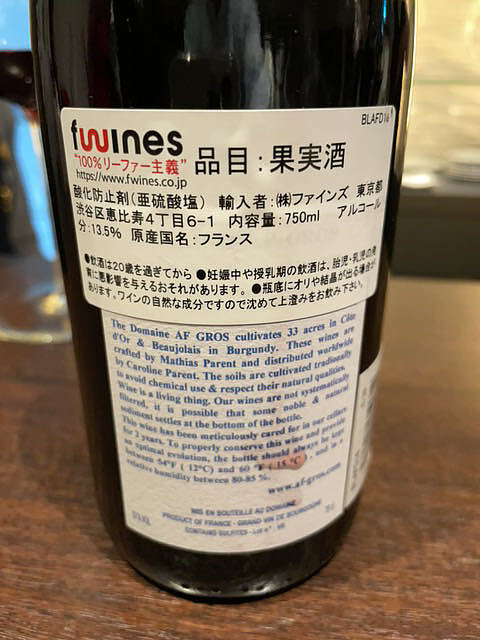 BLAFD16
fwines
"100%リーファー主義"
品目:果実酒
https://www.fwines.co.jp
酸化防止剤(亜硫酸塩) 輸入者:㈱ファインズ 東京都
渋谷区恵比寿4丁目6-1 内容量:750ml アルコール
分:13.5% 原産国名:フランス
●飲酒は20歳を過ぎてから ●妊娠中や授乳期の飲酒は、胎児・乳児の発
育に悪影響を与えるおそれがあります。 ●瓶底にオリや結晶が出る場合が
あります。ワインの自然な成分ですので沈めて上澄みをお飲み下さい。
The Domaine AF GROS cultivates 33 acres in Côte
d'Or & Beaujolais in Burgundy. These wines are
crafted by Mathias Parent and distributed worldwide
by Caroline Parent. The soils are cultivated traditionally
to avoid chemical use & respect their natural qualities.
Wine is a living thing. Our wines are not systematically
filtered, it is possible that some noble & natural
sediment settles at the bottom of the bottle.
This wine has been meticulously cared for in our cellars
for 2 years. To properly conserve this wine and provide
an optimal evolution, the bottle should always be kept
between 54°F (12°C) and 60 °F (15 °C), and in a
relative humidity between 80-85 %.
www.af-gros.com
MIS EN BOUTEILLE AU DOMAINE
PRODUCT OF FRANCE - GRAND VIN DE BOURGOGNE
CONTAINS SULFITES -